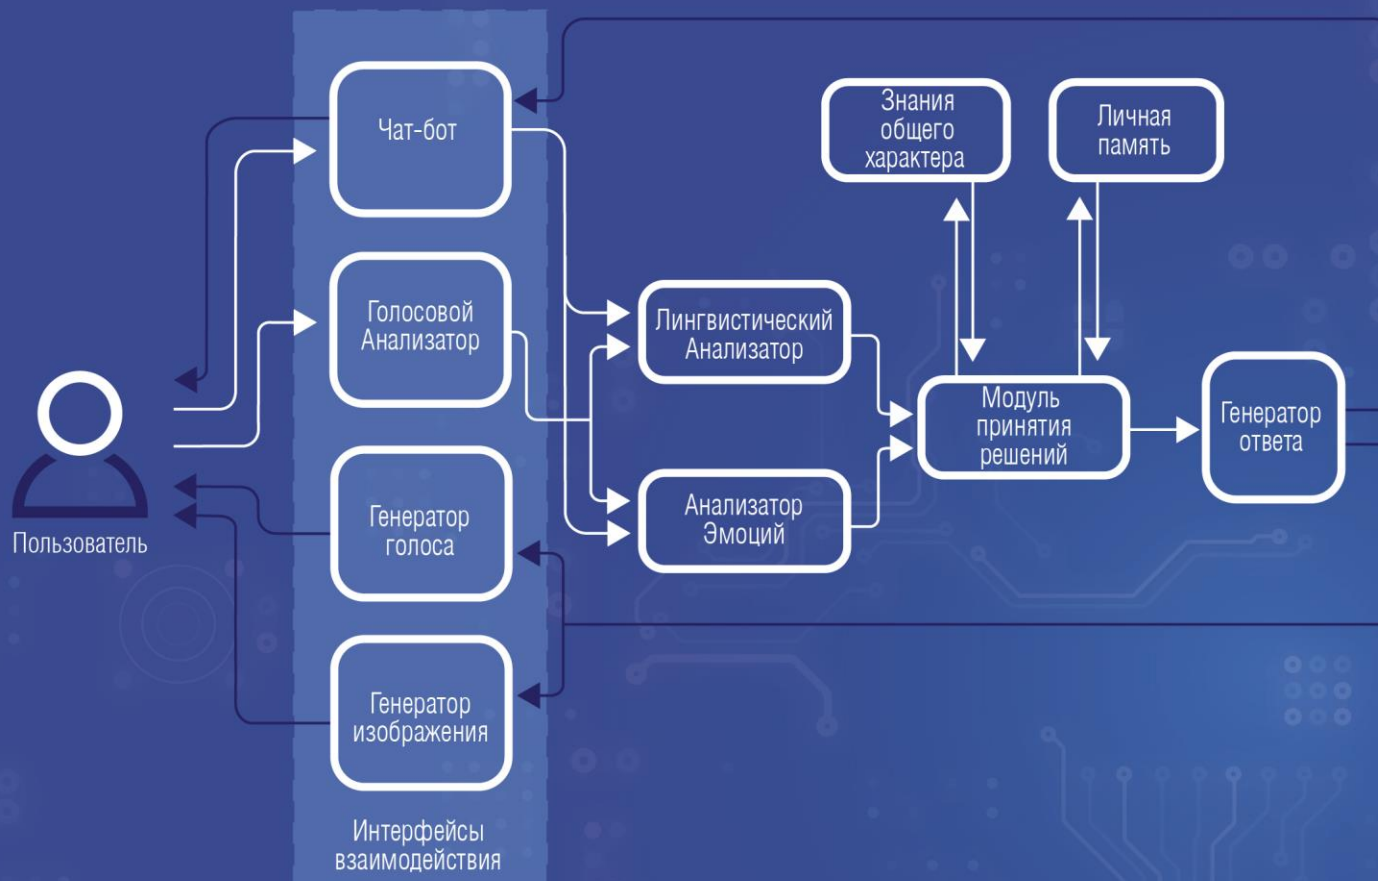 Чат-бот
Голосовой
Анализатор
Генератор
голоса
Генератор
изображения
Интерфейсы
взаимодействия
Пользователь
Лингвистический
Анализатор
Анализатор
Эмоций
Знания
общего
характера
Личная
память
Модуль
принятия
решений
Генератор
ответа